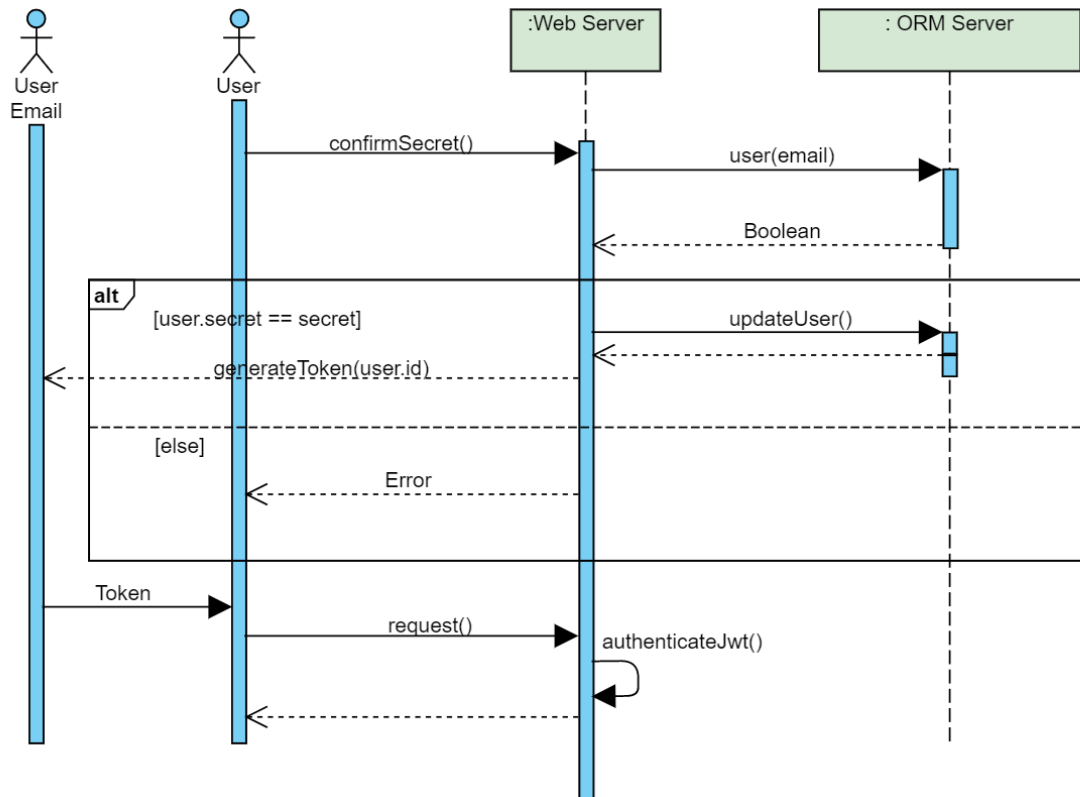 User
Email
User
:Web Server
: ORM Server
confirmSecret()
user(email)
Boolean
alt
[user.secret == secret]
updateUser()
generateToken(user.id)
[else]
Error
Token
request()
authenticateJwt()